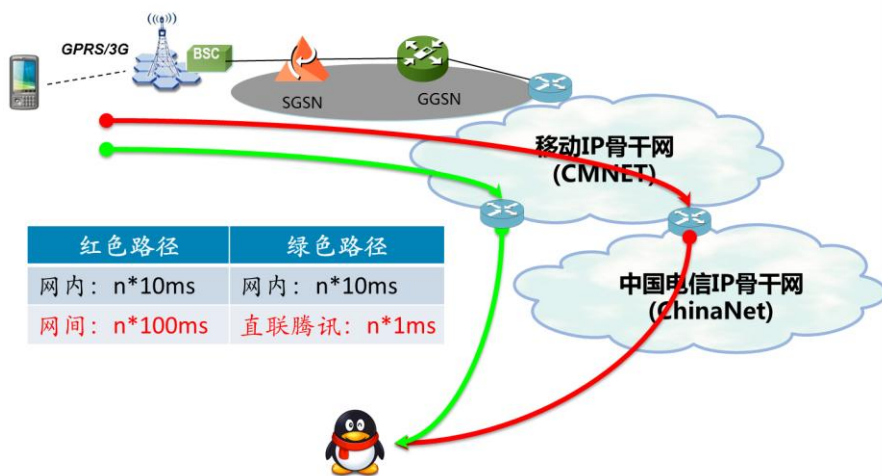 GPRS/3G
BSC
SGSN
GGSN
移动IP骨干网
(CMNET)
红色路径 绿色路径
网内：n*10ms 网内：n*10ms
网间：n*100ms 直联腾讯：n*1ms
中国电信IP骨干网
(ChinaNet)